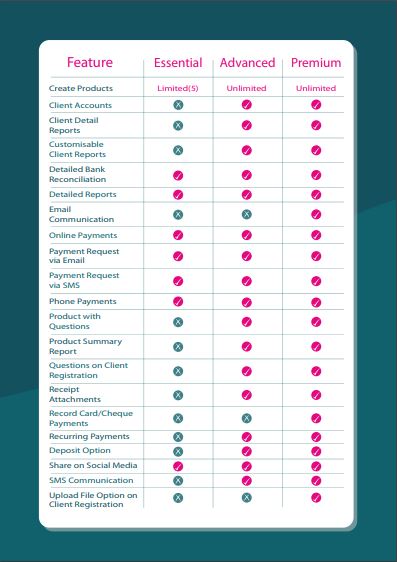 Feature Essential Advanced Premium
Create Products Limited(5) Unlimited Unlimited
Client Accounts X ✓ ✓
Client Detail
Reports X ✓ ✓
Customisable
Client Reports X ✓ ✓
Detailed Bank
Reconciliation ✓ ✓ ✓
Detailed Reports ✓ ✓ ✓
Email
Communication X X ✓
Online Payments ✓ ✓ ✓
Payment Request
via Email ✓ ✓ ✓
Payment Request
via SMS ✓ ✓ ✓
Phone Payments ✓ ✓ ✓
Product with
Questions X ✓ ✓
Product Summary
Report X ✓ ✓
Questions on Client
Registration X ✓ ✓
Receipt
Attachments X ✓ ✓
Record Card/Cheque
Payments X X ✓
Recurring Payments X ✓ ✓
Deposit Option X ✓ ✓
Share on Social Media ✓ ✓ ✓
SMS Communication X ✓ ✓
Upload File Option on
Client Registration X X ✓